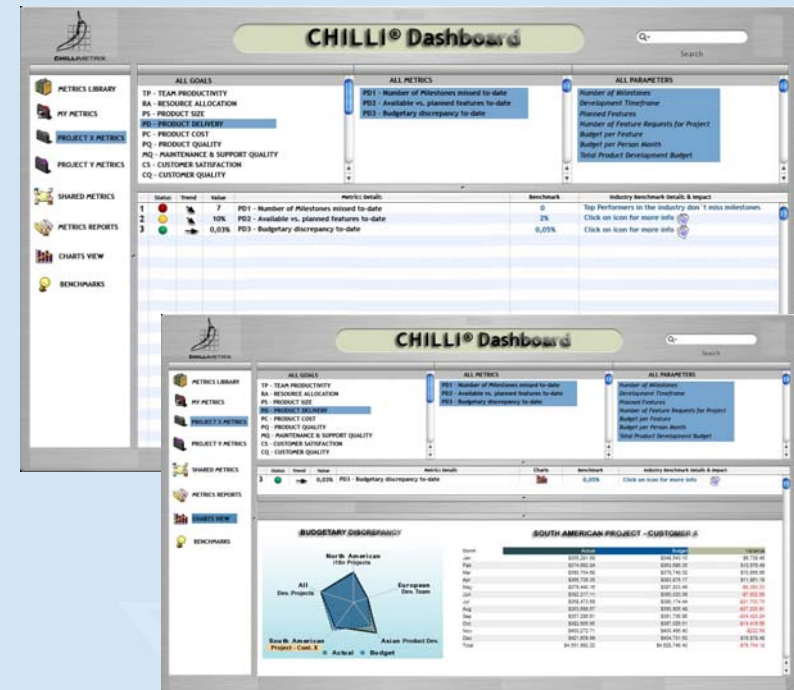 CHILLI® Dashboard
Search
CHILLIMETRIX
METRICS LIBRARY
MY METRICS
PROJECT X METRICS
PROJECT Y METRICS
SHARED METRICS
METRICS REPORTS
CHARTS VIEW
BENCHMARKS
ALL GOALS
TP - TEAM PRODUCTIVITY
RA - RESOURCE ALLOCATION
PS - PRODUCT SIZE
PD - PRODUCT DELIVERY
PC - PRODUCT COST
PQ - PRODUCT QUALITY
MQ - MAINTENANCE & SUPPORT QUALITY
CS - CUSTOMER SATISFACTION
CQ - CUSTOMER QUALITY
ALL METRICS
PD1 - Number of Milestones missed to-date
PD2 - Available vs. planned features to-date
PD3 - Budgetary discrepancy to-date
ALL PARAMETERS
Number of Milestones
Development Timeframe
Planned Features
Number of Feature Requests for Project
Budget per Feature
Budget per Person Month
Total Product Development Budget
Status Trend Value Metrics Details Benchmark Industry Benchmark Details & Impact
1 7 PD1 - Number of Milestones missed to-date 0 Top Performers in the industry don´t miss milestones
2 10% PD2 - Available vs. planned features to-date 2% Click on icon for more info
3 0,03% PD3 - Budgetary discrepancy to-date 0,05% Click on icon for more info
CHILLI® Dashboard
Search
CHILLIMETRIX
METRICS LIBRARY
MY METRICS
PROJECT X METRICS
PROJECT Y METRICS
SHARED METRICS
METRICS REPORTS
CHARTS VIEW
BENCHMARKS
ALL GOALS
TP - TEAM PRODUCTIVITY
RA - RESOURCE ALLOCATION
PS - PRODUCT SIZE
PD - PRODUCT DELIVERY
PC - PRODUCT COST
PQ - PRODUCT QUALITY
MQ - MAINTENANCE & SUPPORT QUALITY
CS - CUSTOMER SATISFACTION
CQ - CUSTOMER QUALITY
ALL METRICS
PD1 - Number of Milestones missed to-date
PD2 - Available vs. planned features to-date
PD3 - Budgetary discrepancy to-date
ALL PARAMETERS
Number of Milestones
Development Timeframe
Planned Features
Number of Feature Requests for Project
Budget per Feature
Budget per Person Month
Total Product Development Budget
Status Trend Value Metrics Details Charts Benchmark Industry Benchmark Details & Impact
3 0,03% PD3 - Budgetary discrepancy to-date 0,05% Click on icon for more info
BUDGETARY DISCREPANCY
North American
Projects
All
Dev. Projects
European
Dev. Team
South American
Project - Cust. X
Asian Product Dev.
Actual Budget
SOUTH AMERICAN PROJECT - CUSTOMER X
Month Actual Budget Variance
Jan
Feb
Mar
Apr
May
Jun
Jul
Aug
Sep
Oct
Nov
Dec
Total